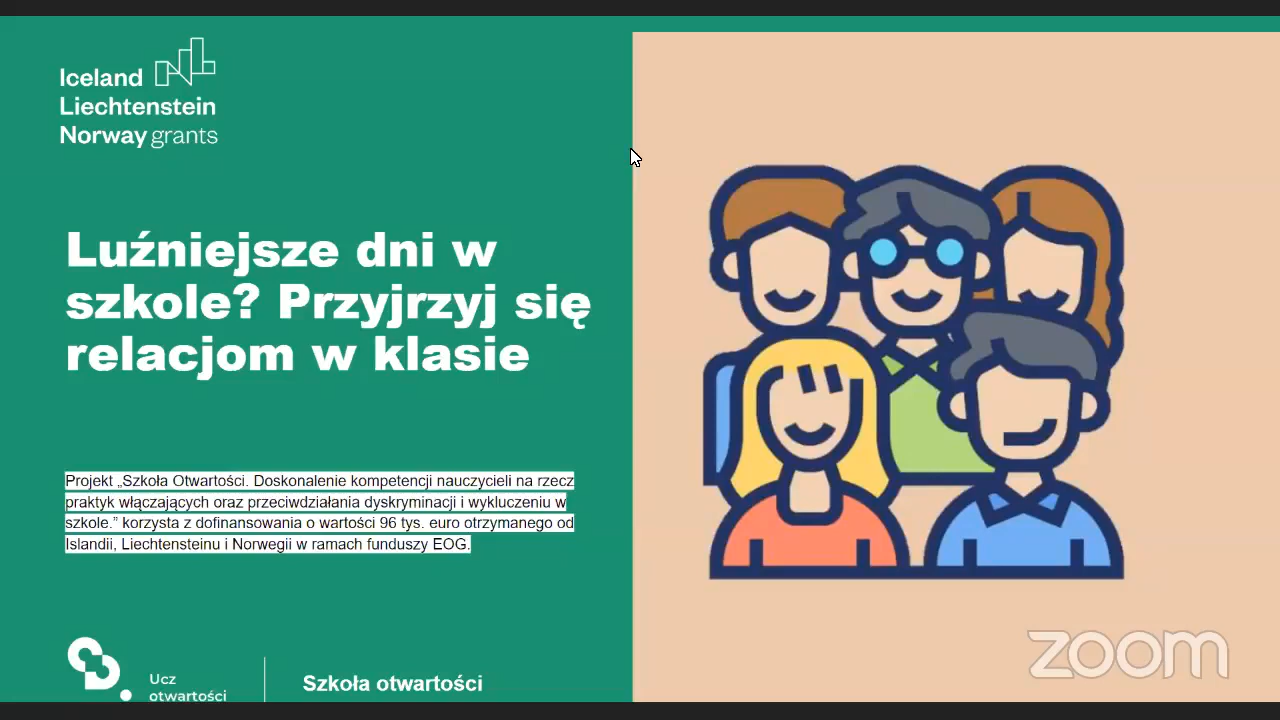 Iceland
Liechtenstein
Norway grants
Luźniejsze dni w
szkole? Przyjrzyj się
relacjom w klasie
Projekt „Szkoła Otwartości. Doskonalenie kompetencji nauczycieli na rzecz
praktyk włączających oraz przeciwdziałania dyskryminacji i wykluczeniu w
szkole.” korzysta z dofinansowania o wartości 96 tys. euro otrzymanego od
Islandii, Liechtensteinu i Norwegii w ramach funduszy EOG.
Ucz
otwartości
Szkoła otwartości
zoom